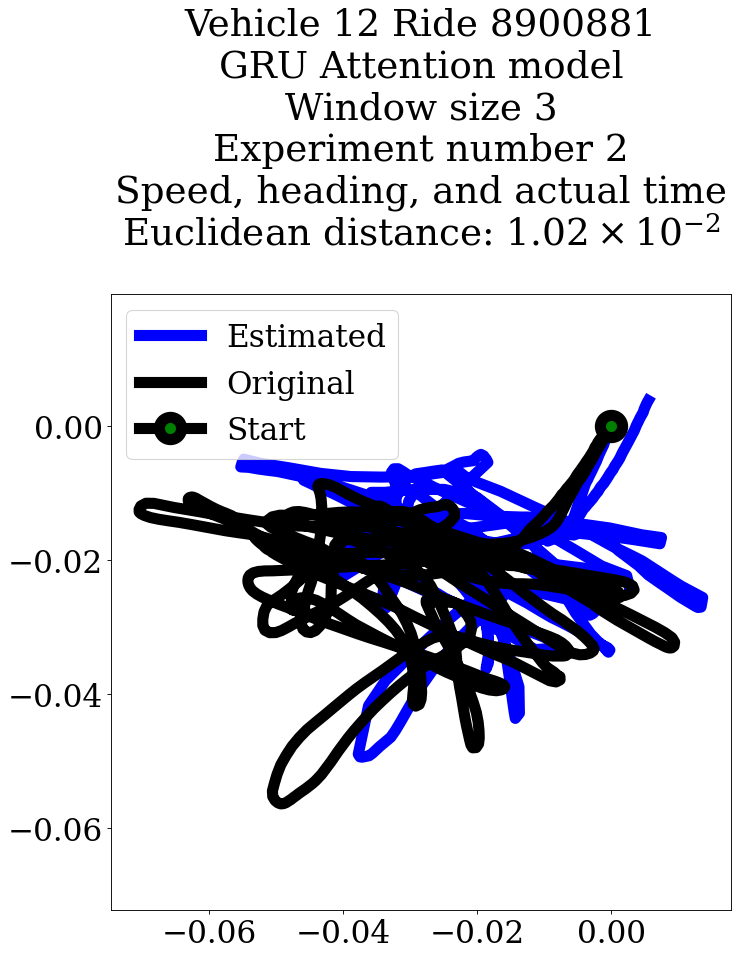 Vehicle 12 Ride 8900881
GRU Attention model
Window size 3
Experiment number 2
Speed, heading, and actual time
Euclidean distance: 1.02 × 10⁻²
Estimated
Original
Start
0.00
−0.02
−0.04
−0.06
−0.06 −0.04 −0.02 0.00